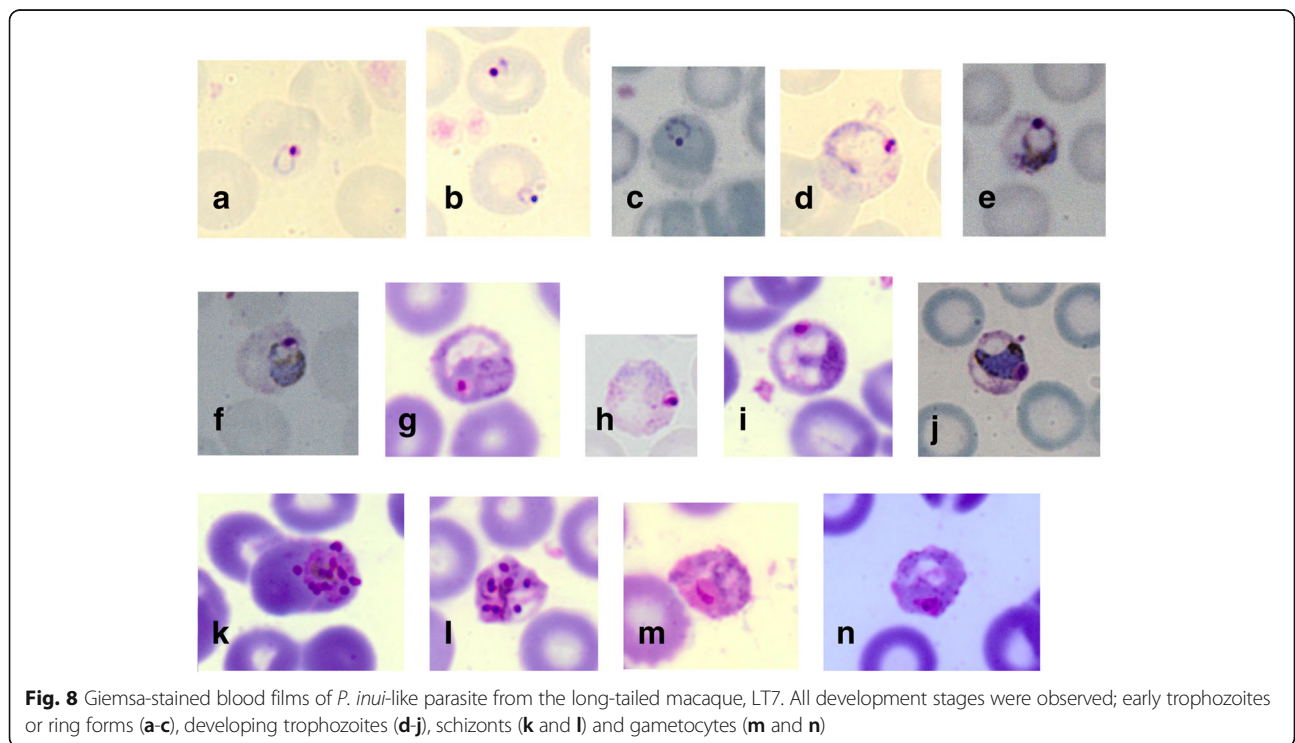 a
b
c
d
e
f
g
h
i
j
k
l
m
n
Fig. 8 Giemsa-stained blood films of P. inui-like parasite from the long-tailed macaque, LT7. All development stages were observed; early trophozoites
or ring forms (a-c), developing trophozoites (d-j), schizonts (k and l) and gametocytes (m and n)